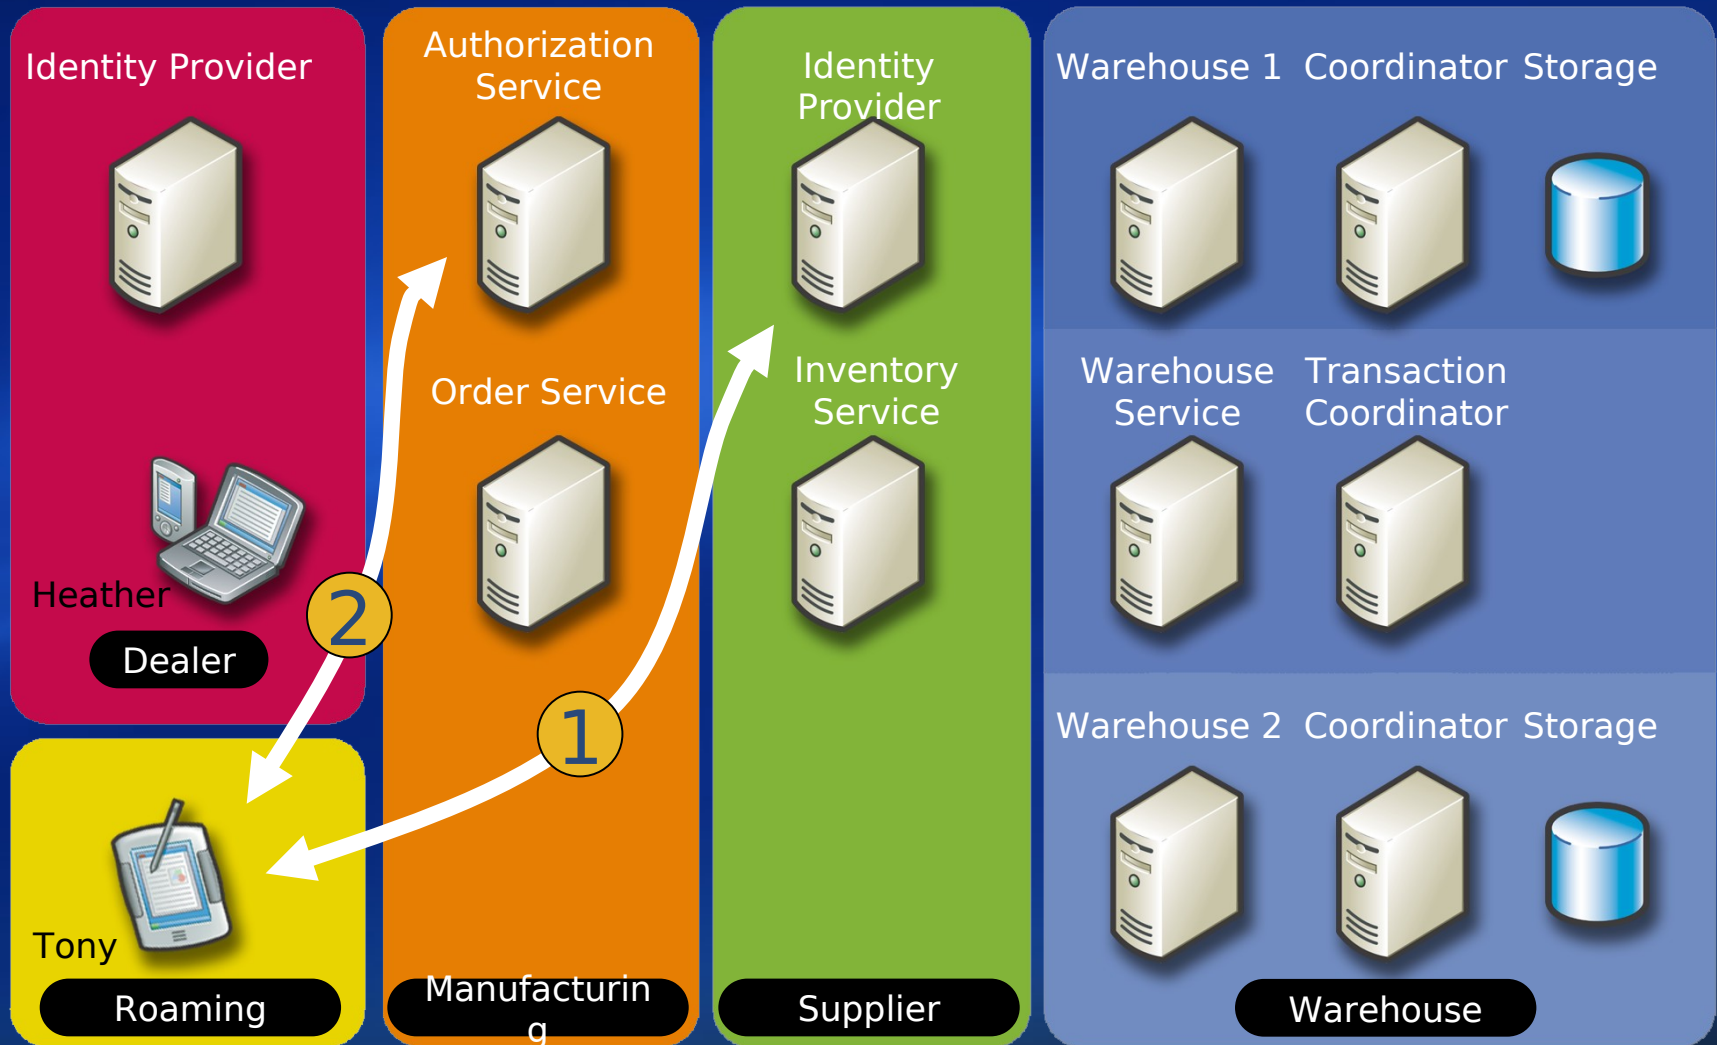 Identity Provider
Heather
Dealer
Tony
Roaming
Authorization
Service
Order Service
2
1
Manufacturin
g
Identity
Provider
Inventory
Service
Supplier
Warehouse 1 Coordinator Storage
Warehouse
Service
Transaction
Coordinator
Warehouse 2 Coordinator Storage
Warehouse